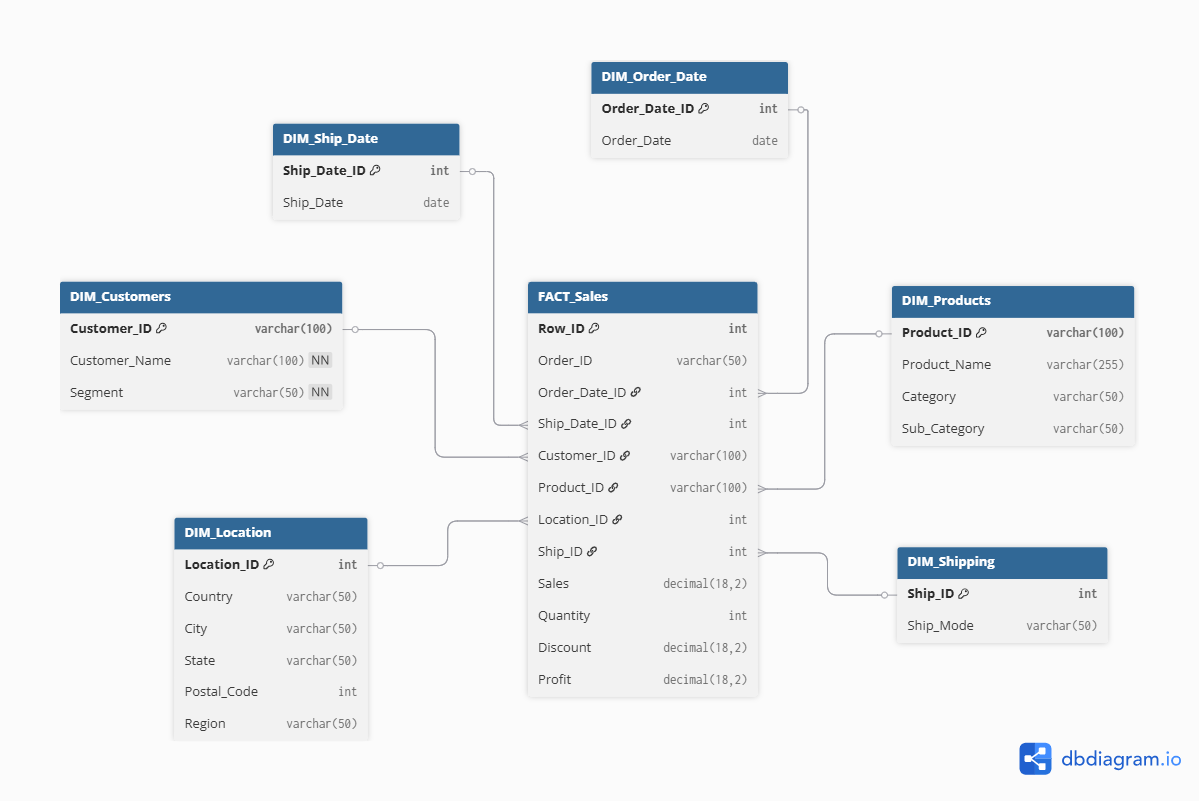 DIM_Order_Date
Order_Date_ID int
Order_Date date
DIM_Ship_Date
Ship_Date_ID int
Ship_Date date
DIM_Customers
Customer_ID varchar(100)
Customer_Name varchar(100) NN
Segment varchar(50) NN
FACT_Sales
Row_ID int
Order_ID varchar(50)
Order_Date_ID int
Ship_Date_ID int
Customer_ID varchar(100)
Product_ID varchar(100)
Location_ID int
Ship_ID int
Sales decimal(18,2)
Quantity int
Discount decimal(18,2)
Profit decimal(18,2)
DIM_Products
Product_ID varchar(100)
Product_Name varchar(255)
Category varchar(50)
Sub_Category varchar(50)
DIM_Location
Location_ID int
Country varchar(50)
City varchar(50)
State varchar(50)
Postal_Code int
Region varchar(50)
DIM_Shipping
Ship_ID int
Ship_Mode varchar(50)
dbdiagram.io